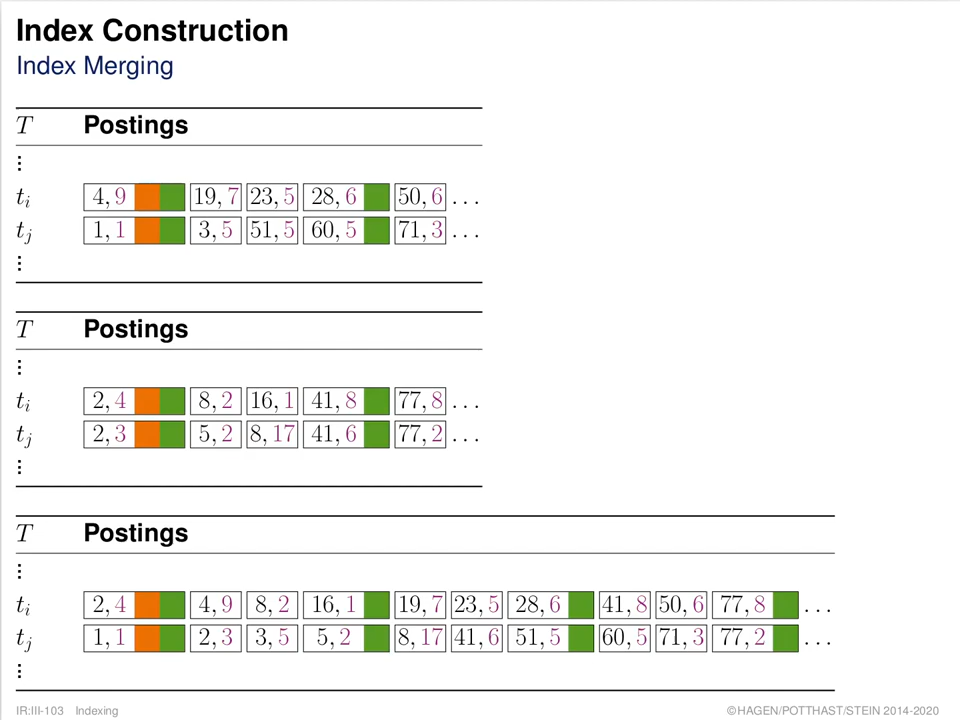 Index Construction
Index Merging
T Postings
⋮
t_i 4, 9 19, 7 23, 5 28, 6 50, 6 ...
t_j 1, 1 3, 5 51, 5 60, 5 71, 3 ...
⋮
T Postings
⋮
t_i 2, 4 8, 2 16, 1 41, 8 77, 8 ...
t_j 2, 3 5, 2 8, 17 41, 6 77, 2 ...
⋮
T Postings
⋮
t_i 2, 4 4, 9 8, 2 16, 1 19, 7 23, 5 28, 6 41, 8 50, 6 77, 8 ...
t_j 1, 1 2, 3 3, 5 5, 2 8, 17 41, 6 51, 5 60, 5 71, 3 77, 2 ...
⋮
IR:III-103 Indexing ©HAGEN/POTTHAST/STEIN 2014-2020